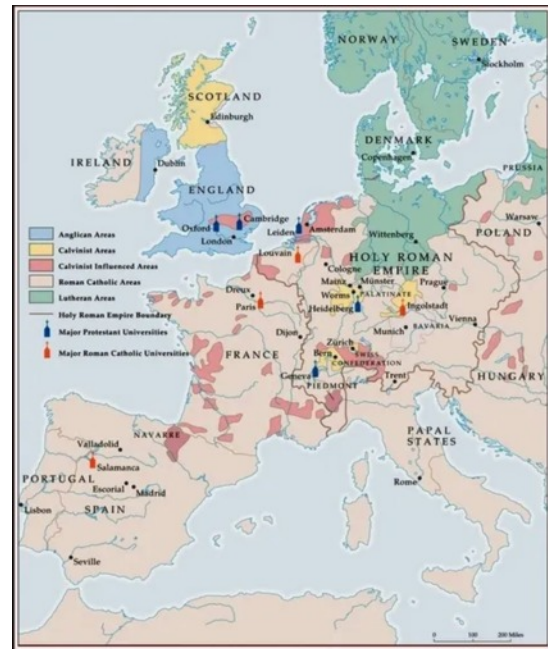 NORWAY
SWEDEN
Stockholm
SCOTLAND
Edinburgh
DENMARK
Copenhagen
IRELAND
Dublin
PRUSSIA
ENGLAND
Cambridge
Oxford
London
Leiden
Amsterdam
Warsaw
POLAND
Wittenberg
Louvain
HOLY ROMAN
EMPIRE
Cologne
Mainz
Münster
Prague
Worms
PALATINATE
Heidelberg
Ingolstadt
Dreux
Paris
Vienna
Munich
BAVARIA
Dijon
Zürich
Bern
SWISS
CONFEDERATION
HUNGARY
FRANCE
Geneva
Trent
PIEDMONT
Anglican Areas
Calvinist Areas
Calvinist Influenced Areas
Roman Catholic Areas
Lutheran Areas
Holy Roman Empire Boundary
Major Protestant Universities
Major Roman Catholic Universities
NAVARRE
Valladolid
Salamanca
PORTUGAL
Escorial
Madrid
SPAIN
Lisbon
Seville
PAPAL
STATES
Rome
0 100 200 Miles